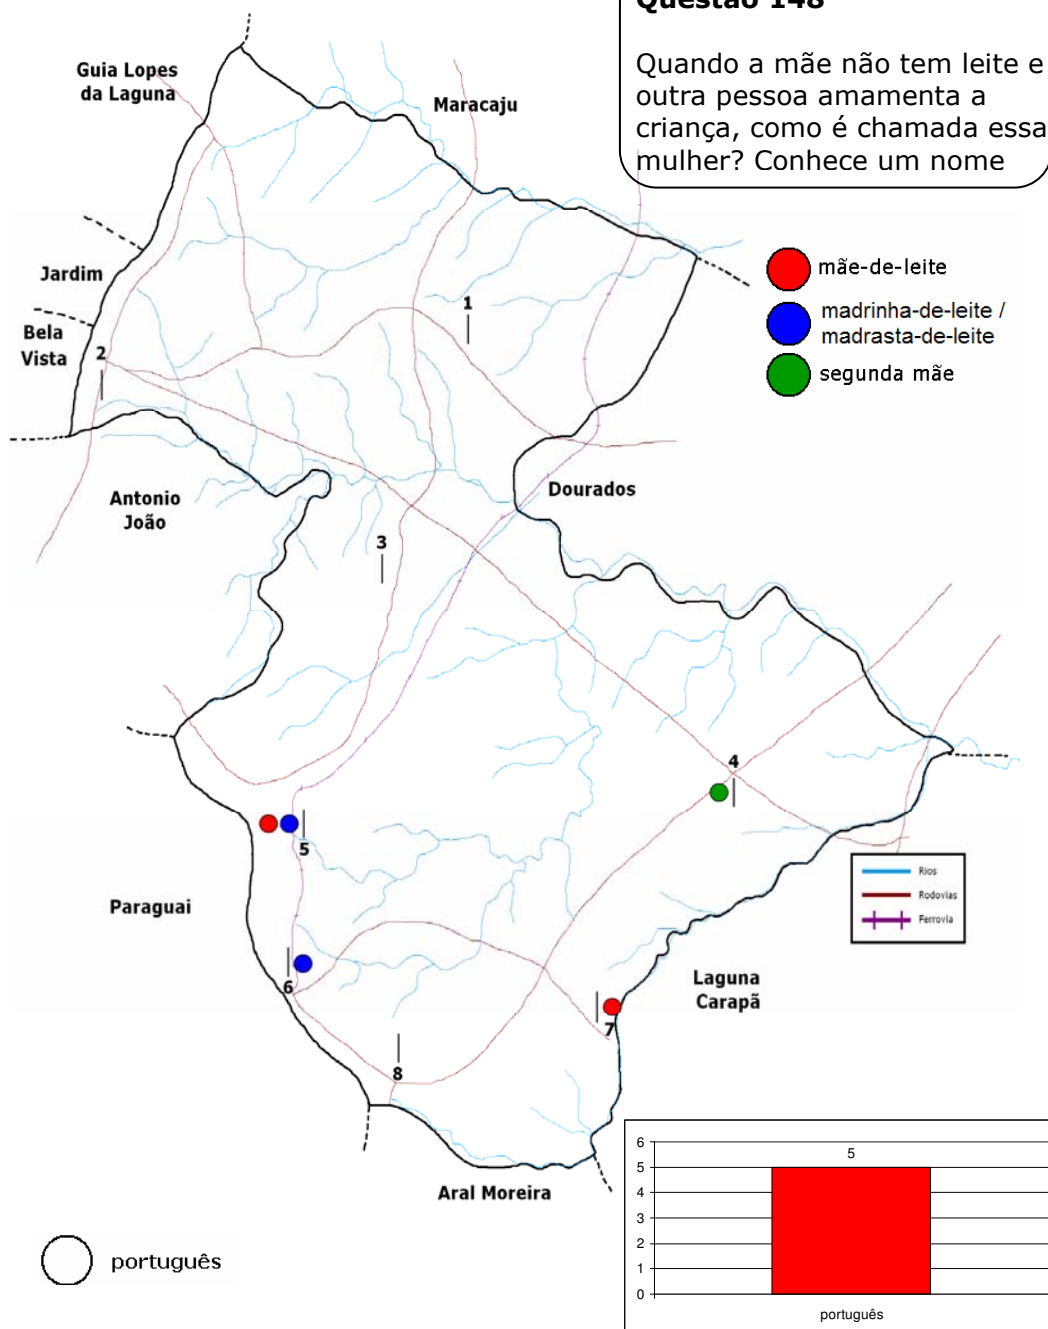 Questão 148
Quando a mãe não tem leite e
outra pessoa amamenta a
criança, como é chamada essa
mulher? Conhece um nome
Guia Lopes
da Laguna
Maracaju
mãe-de-leite
madrinha-de-leite /
madrasta-de-leite
segunda mãe
Jardim
Bela
Vista
1
2
Antonio
João
Dourados
3
4
5
Rios
Rodovias
Ferrovia
Paraguai
6
Laguna
Carapã
7
8
Aral Moreira
português
6
5
4
3
2
1
0
5
português